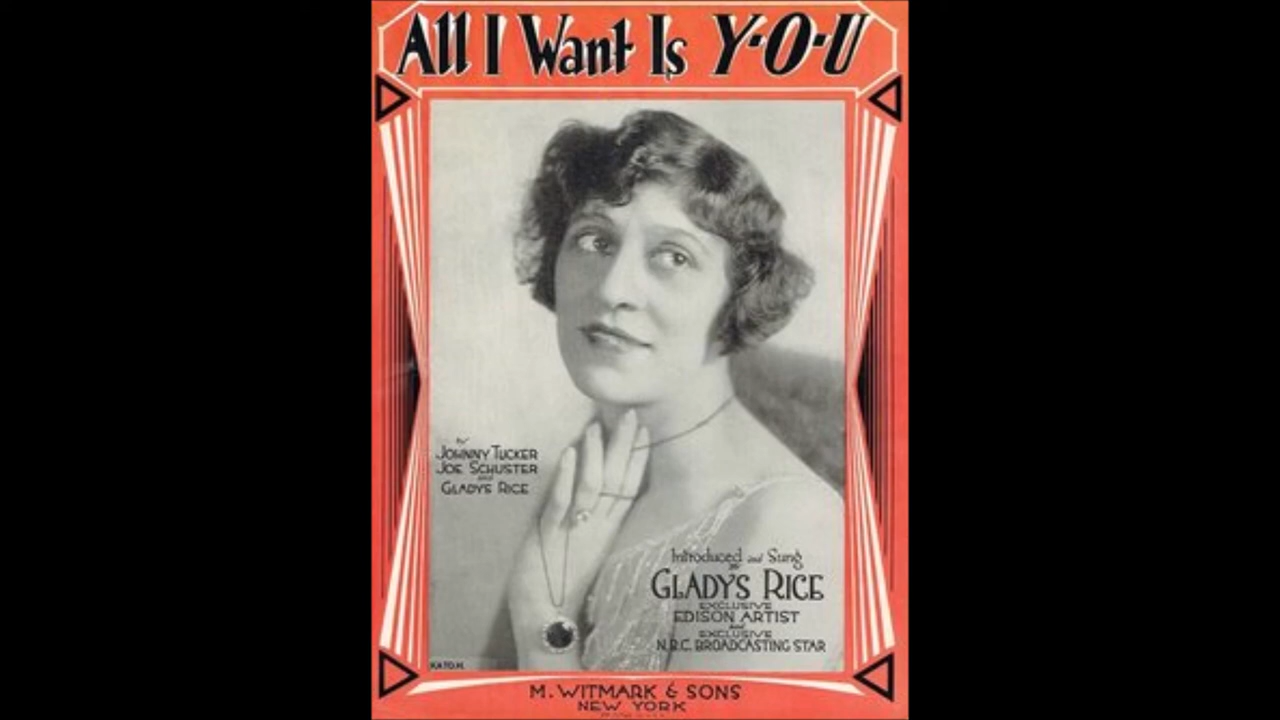 All I Want Is Y·O·U
by
JOHNNY TUCKER
JOE SCHUSTER
and
GLADYS RICE
Introduced and Sung
by
GLADYS RICE
EXCLUSIVE
EDISON ARTIST
and
EXCLUSIVE
N.B.C. BROADCASTING STAR
M. WITMARK & SONS
NEW YORK